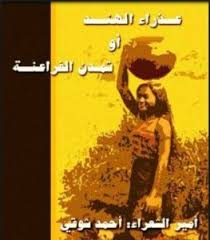 عذراء الهند
أو
تمدن الفراعنة
أمير الشعراء: أحمد شوقي